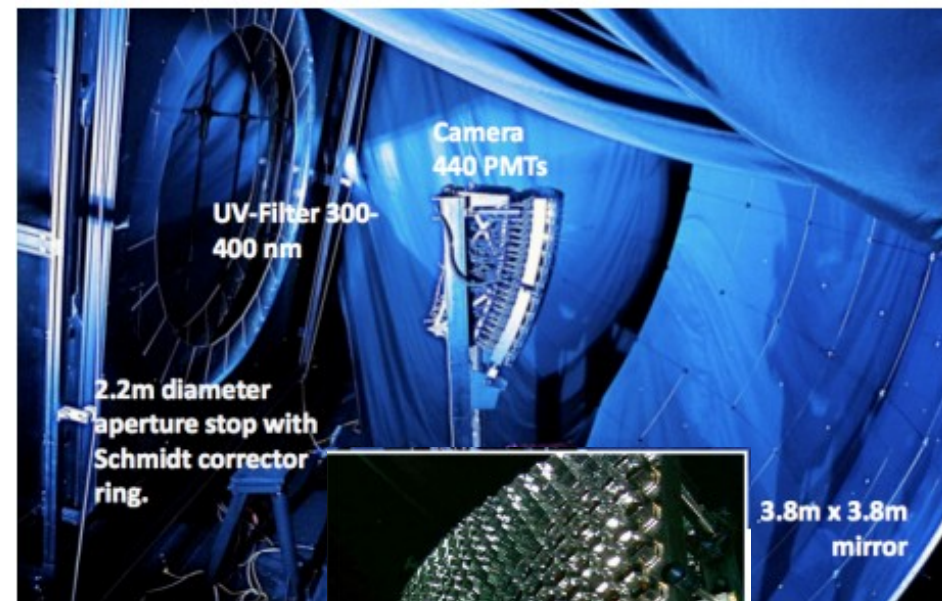 Camera
440 PMTs
UV-Filter 300-
400 nm
2.2m diameter
aperture stop with
Schmidt corrector
ring.
3.8m x 3.8m
mirror